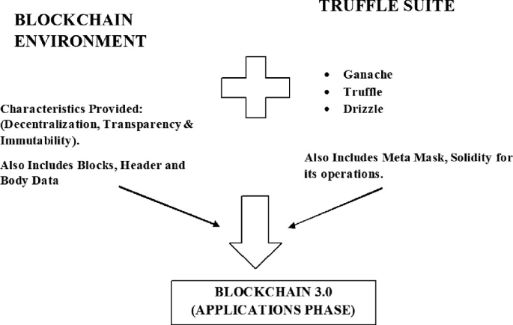 BLOCKCHAIN
ENVIRONMENT
Characteristics Provided:
(Decentralization, Transparency &
Immutability).
Also Includes Blocks, Header and
Body Data
TRUFFLE SUITE
• Ganache
• Truffle
• Drizzle
Also Includes Meta Mask, Solidity for
its operations.
BLOCKCHAIN 3.0
(APPLICATIONS PHASE)